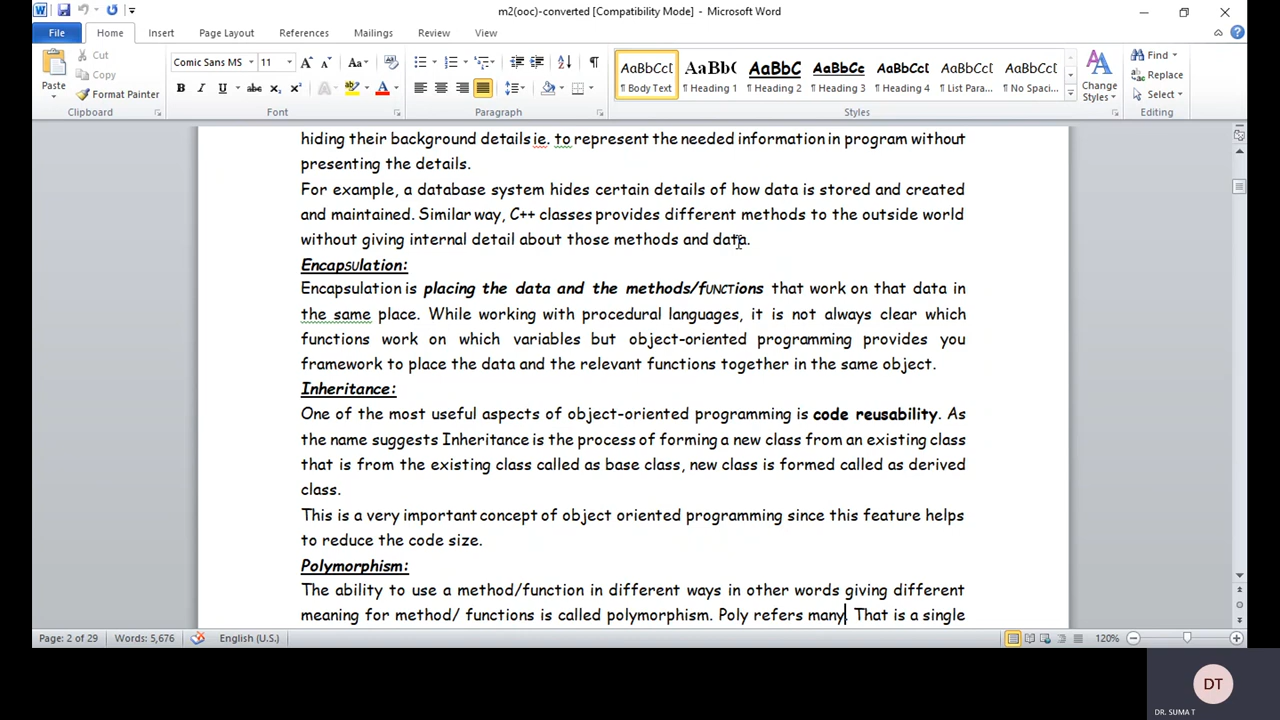 m2(ooc)-converted [Compatibility Mode] - Microsoft Word
File Home Insert Page Layout References Mailings Review View
Paste
Cut
Copy
Format Painter
Clipboard
Comic Sans MS 11
Font
Paragraph
AaBbCct AaBb( AaBbC AaBbCc AaBbCct AaBbCcI AaBbCcI
¶ Body Text ¶ Heading 1 ¶ Heading 2 ¶ Heading 3 ¶ Heading 4 ¶ List Para... ¶ No Spaci...
Styles
Change Styles
Find
Replace
Select
Editing
hiding their background details ie. to represent the needed information in program without
presenting the details.
For example, a database system hides certain details of how data is stored and created
and maintained. Similar way, C++ classes provides different methods to the outside world
without giving internal detail about those methods and data.
Encapsulation:
Encapsulation is placing the data and the methods/fUNCTions that work on that data in
the same place. While working with procedural languages, it is not always clear which
functions work on which variables but object-oriented programming provides you
framework to place the data and the relevant functions together in the same object.
Inheritance:
One of the most useful aspects of object-oriented programming is code reusability. As
the name suggests Inheritance is the process of forming a new class from an existing class
that is from the existing class called as base class, new class is formed called as derived
class.
This is a very important concept of object oriented programming since this feature helps
to reduce the code size.
Polymorphism:
The ability to use a method/function in different ways in other words giving different
meaning for method/ functions is called polymorphism. Poly refers many. That is a single
Page: 2 of 29 Words: 5,676 English (U.S.) 120%
DT
DR. SUMA T